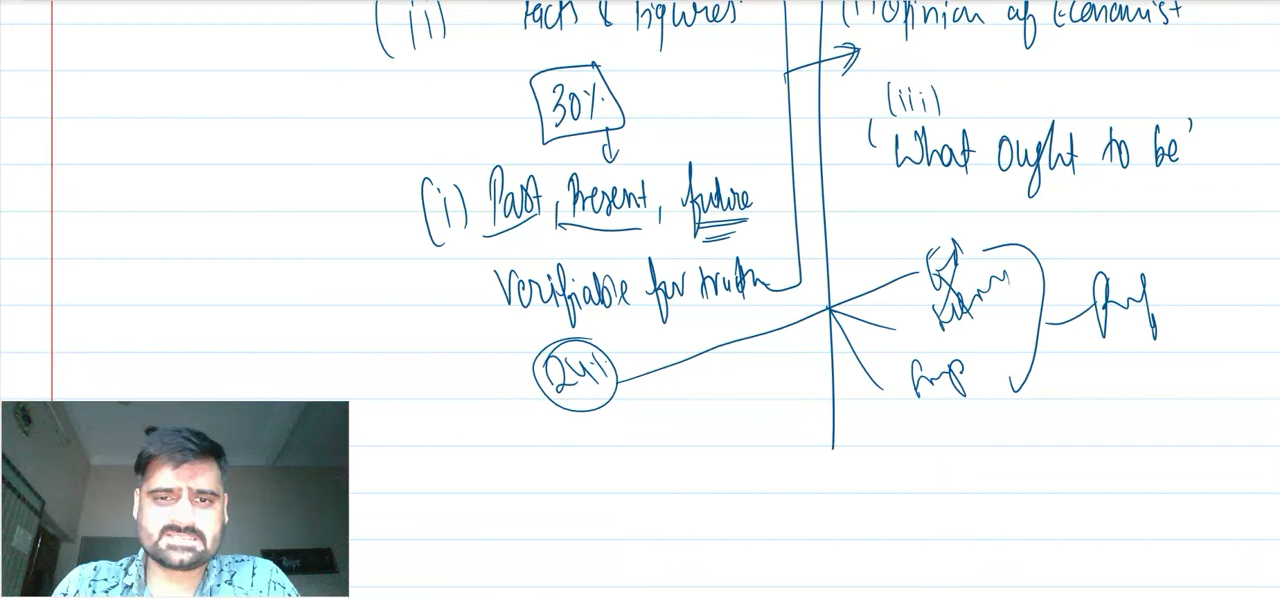 (ii) Facts & Figures
30%
(i) Past, Present, future
Verifiable for truth
24%
(ii) Opinion of Economist
(iii)
'What ought to be'
Emp